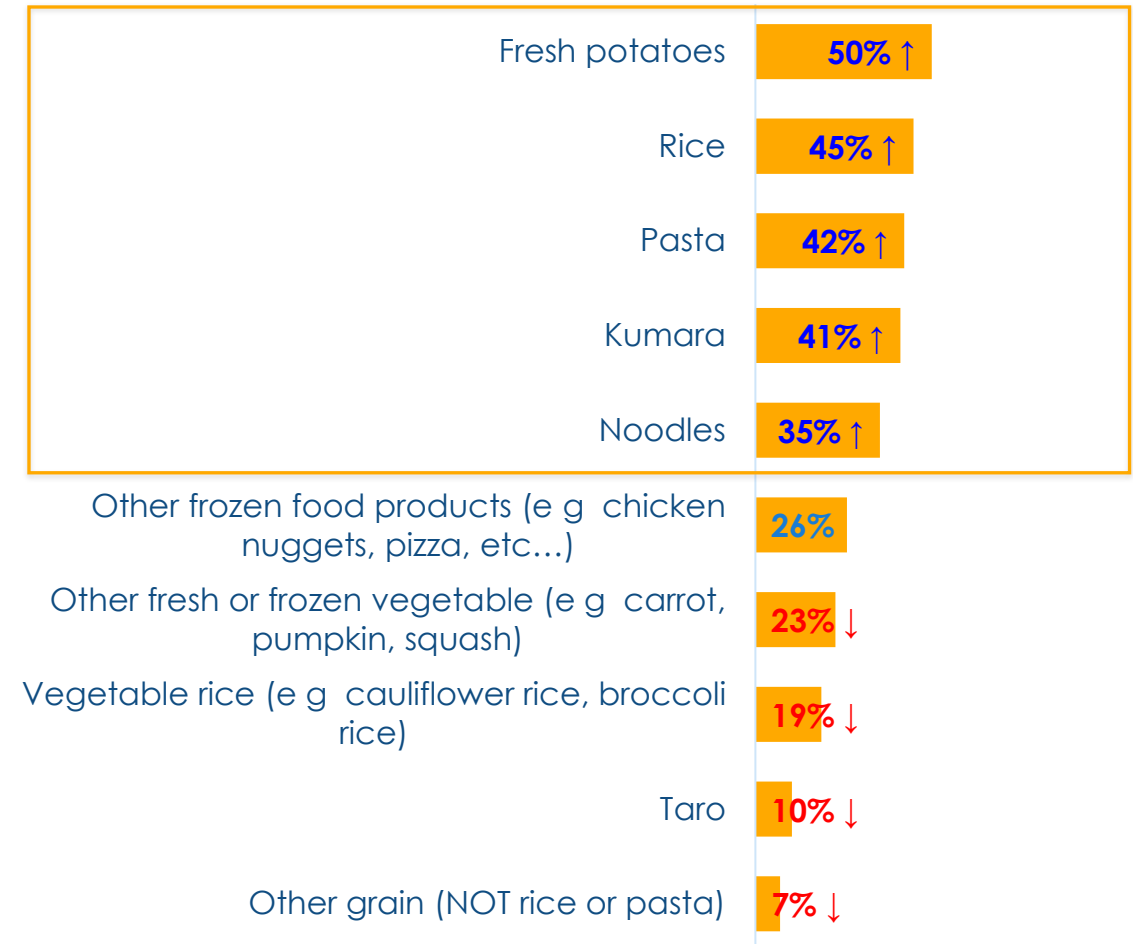 Fresh potatoes 50% ↑
Rice 45% ↑
Pasta 42% ↑
Kumara 41% ↑
Noodles 35% ↑
Other frozen food products (e g  chicken
nuggets, pizza, etc…)
26%
Other fresh or frozen vegetable (e g  carrot,
pumpkin, squash)
23% ↓
Vegetable rice (e g  cauliflower rice, broccoli
rice)
19% ↓
Taro 10% ↓
Other grain (NOT rice or pasta) 7% ↓